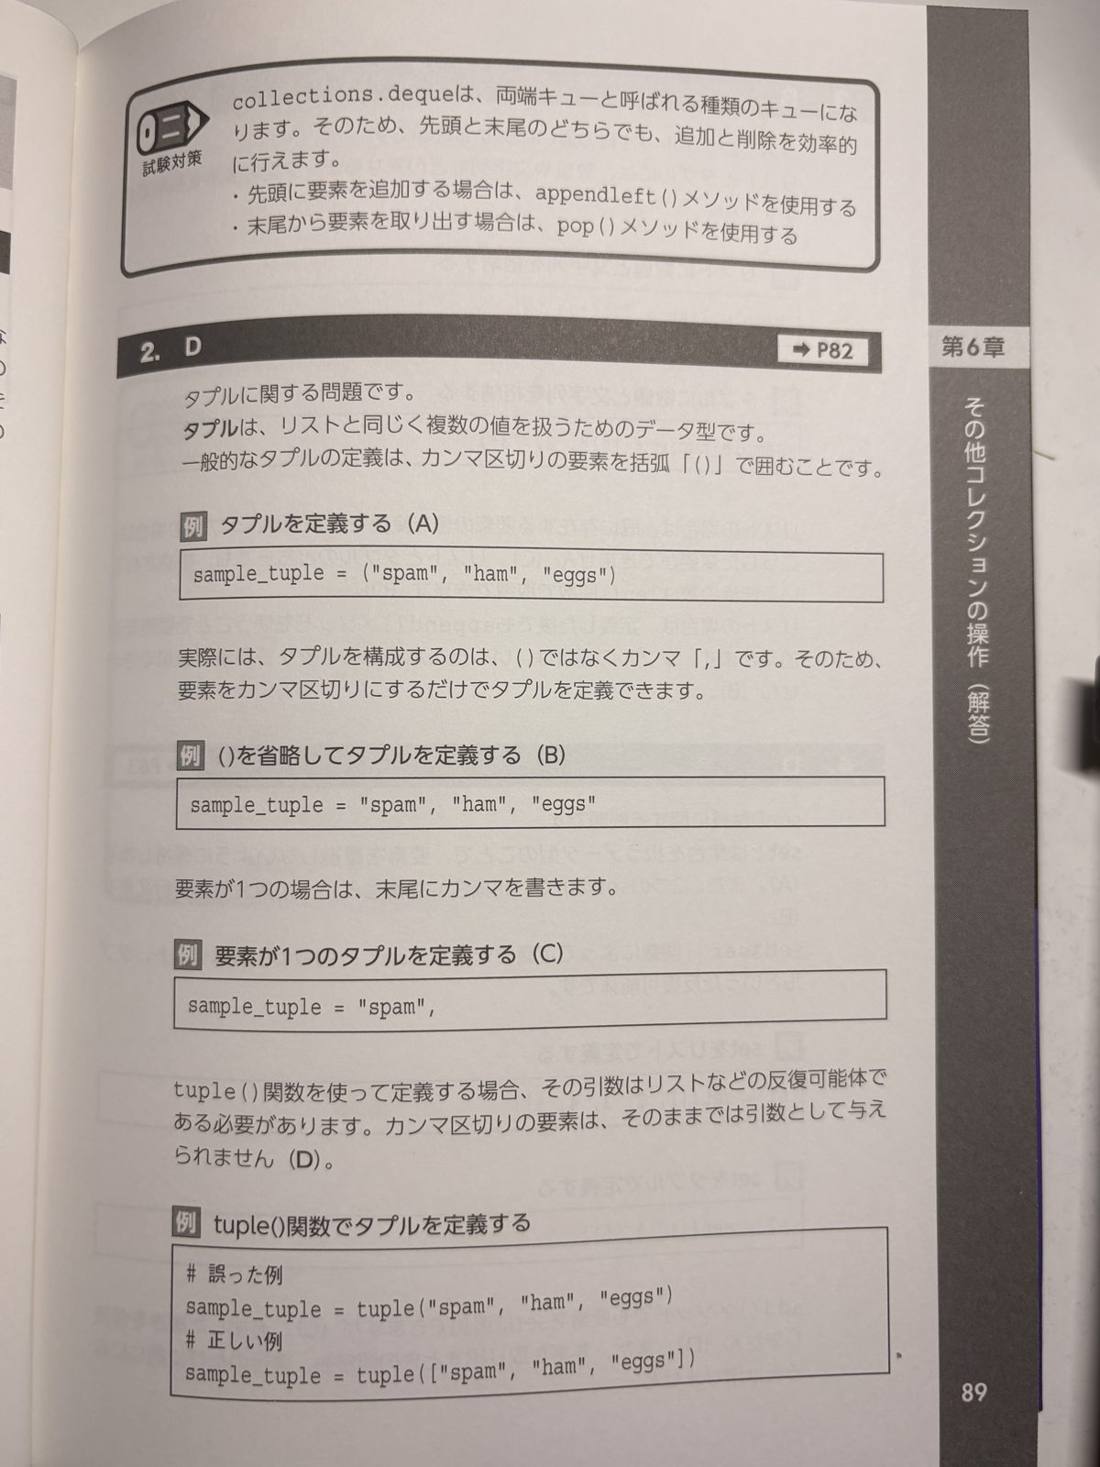 collections.dequeは、両端キューと呼ばれる種類のキューにな
ります。そのため、先頭と末尾のどちらでも、追加と削除を効率的
に行えます。
・先頭に要素を追加する場合は、appendleft()メソッドを使用する
・末尾から要素を取り出す場合は、pop()メソッドを使用する
試験対策
2. D
➡ P82
タプルに関する問題です。
タプルは、リストと同じく複数の値を扱うためのデータ型です。
一般的なタプルの定義は、カンマ区切りの要素を括弧「()」で囲むことです。
例 タプルを定義する（A）
sample_tuple = ("spam", "ham", "eggs")
実際には、タプルを構成するのは、()ではなくカンマ「,」です。そのため、
要素をカンマ区切りにするだけでタプルを定義できます。
例 ()を省略してタプルを定義する（B）
sample_tuple = "spam", "ham", "eggs"
要素が1つの場合は、末尾にカンマを書きます。
例 要素が1つのタプルを定義する（C）
sample_tuple = "spam",
tuple()関数を使って定義する場合、その引数はリストなどの反復可能体で
ある必要があります。カンマ区切りの要素は、そのままでは引数として与え
られません（D）。
例 tuple()関数でタプルを定義する
# 誤った例
sample_tuple = tuple("spam", "ham", "eggs")
# 正しい例
sample_tuple = tuple(["spam", "ham", "eggs"])
第6章
その他コレクションの操作（解答）
89